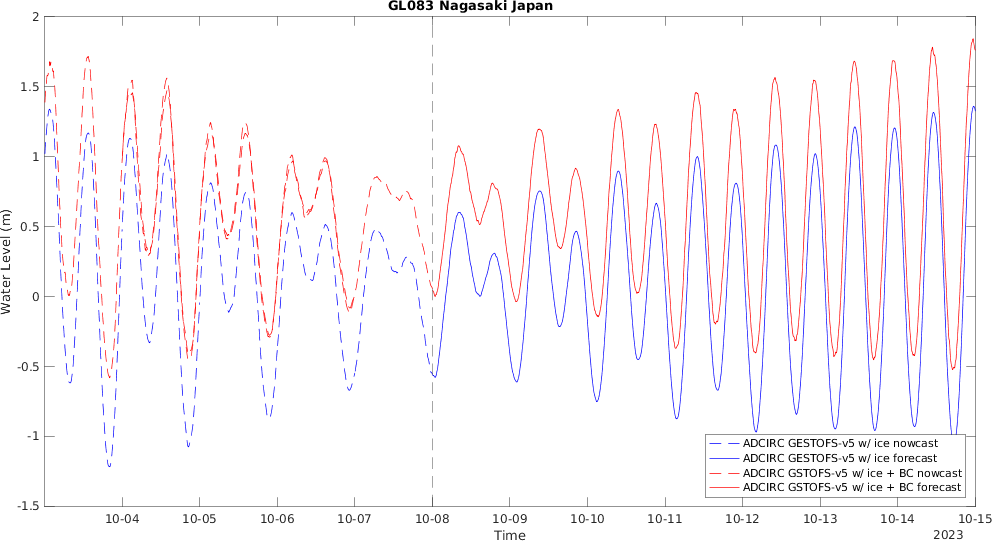 GL083 Nagasaki Japan
2
1.5
1
0.5
0
-0.5
-1
-1.5
Water Level (m)
ADCIRC GESTOFS-v5 w/ ice nowcast
ADCIRC GESTOFS-v5 w/ ice forecast
ADCIRC GSTOFS-v5 w/ ice + BC nowcast
ADCIRC GSTOFS-v5 w/ ice + BC forecast
10-04 10-05 10-06 10-07 10-08 10-09 10-10 10-11 10-12 10-13 10-14 10-15
Time
2023